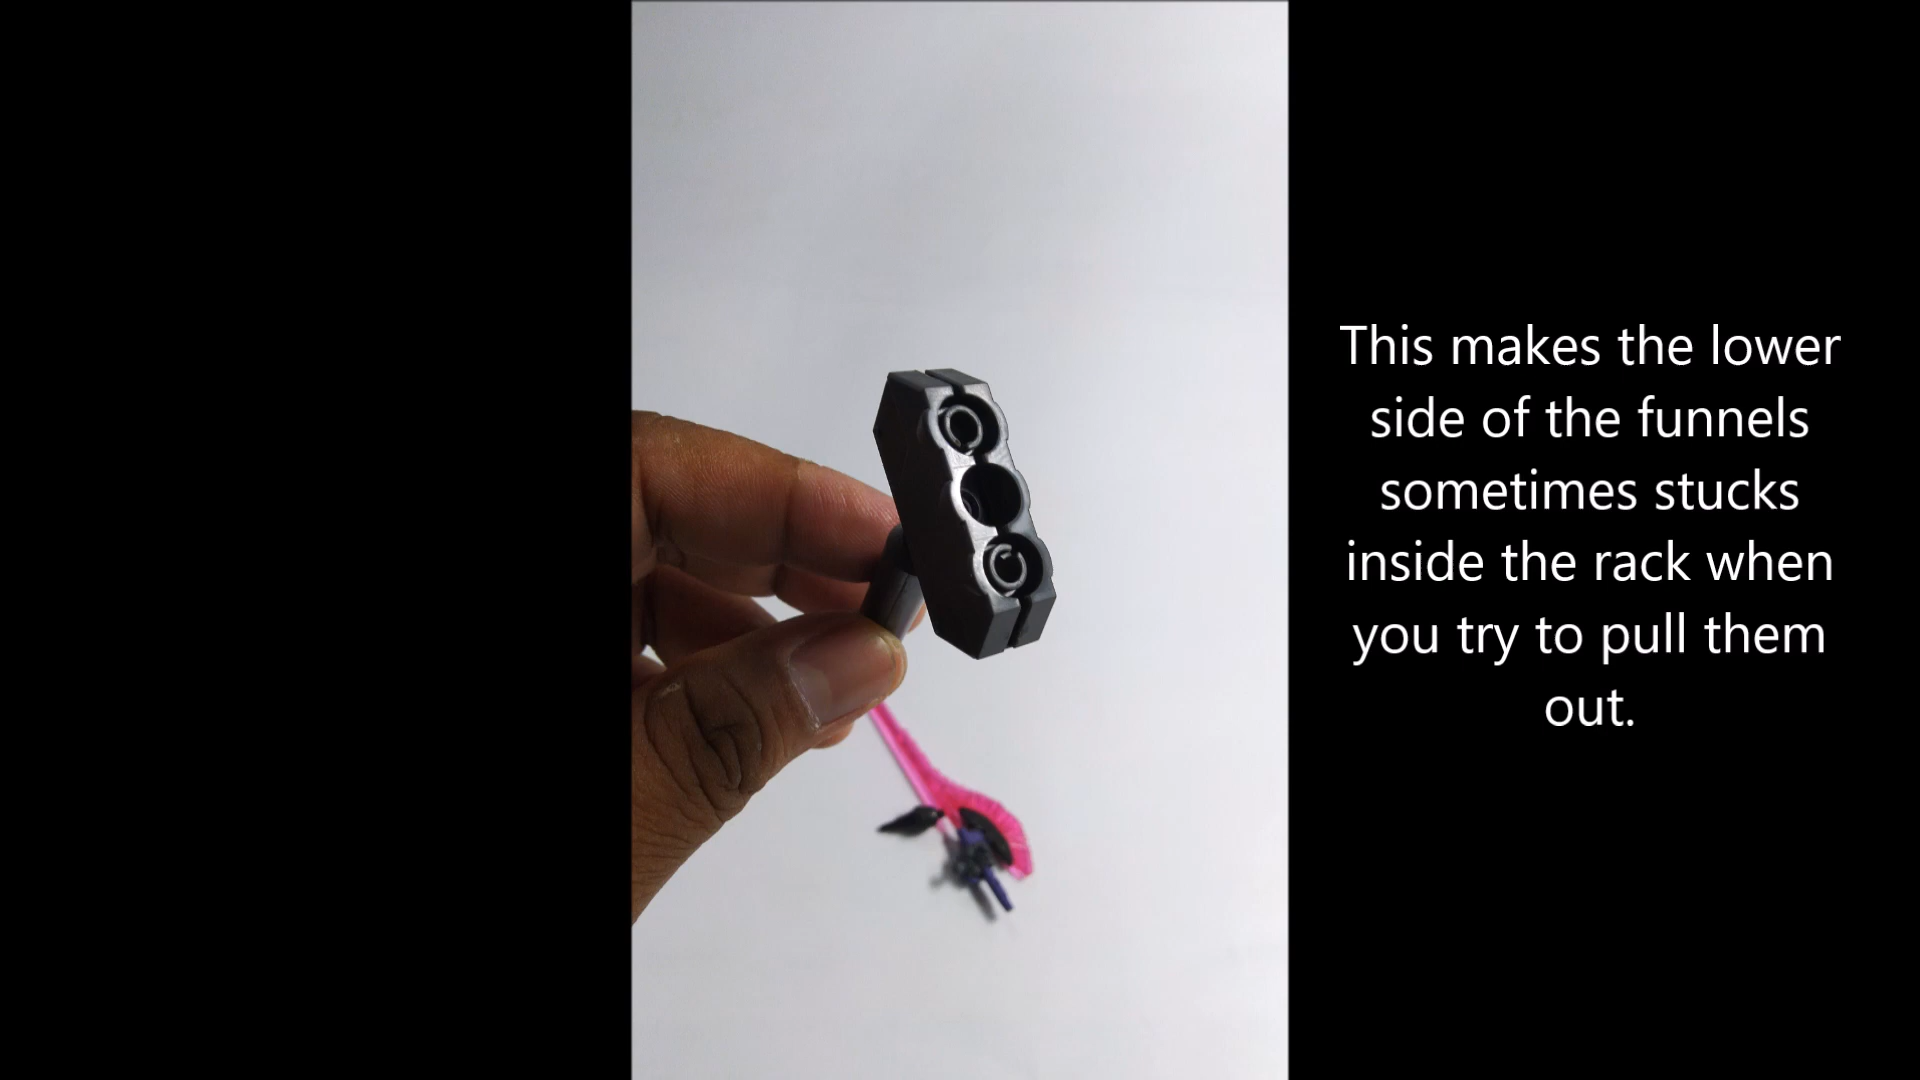 This makes the lower
side of the funnels
sometimes stucks
inside the rack when
you try to pull them
out.